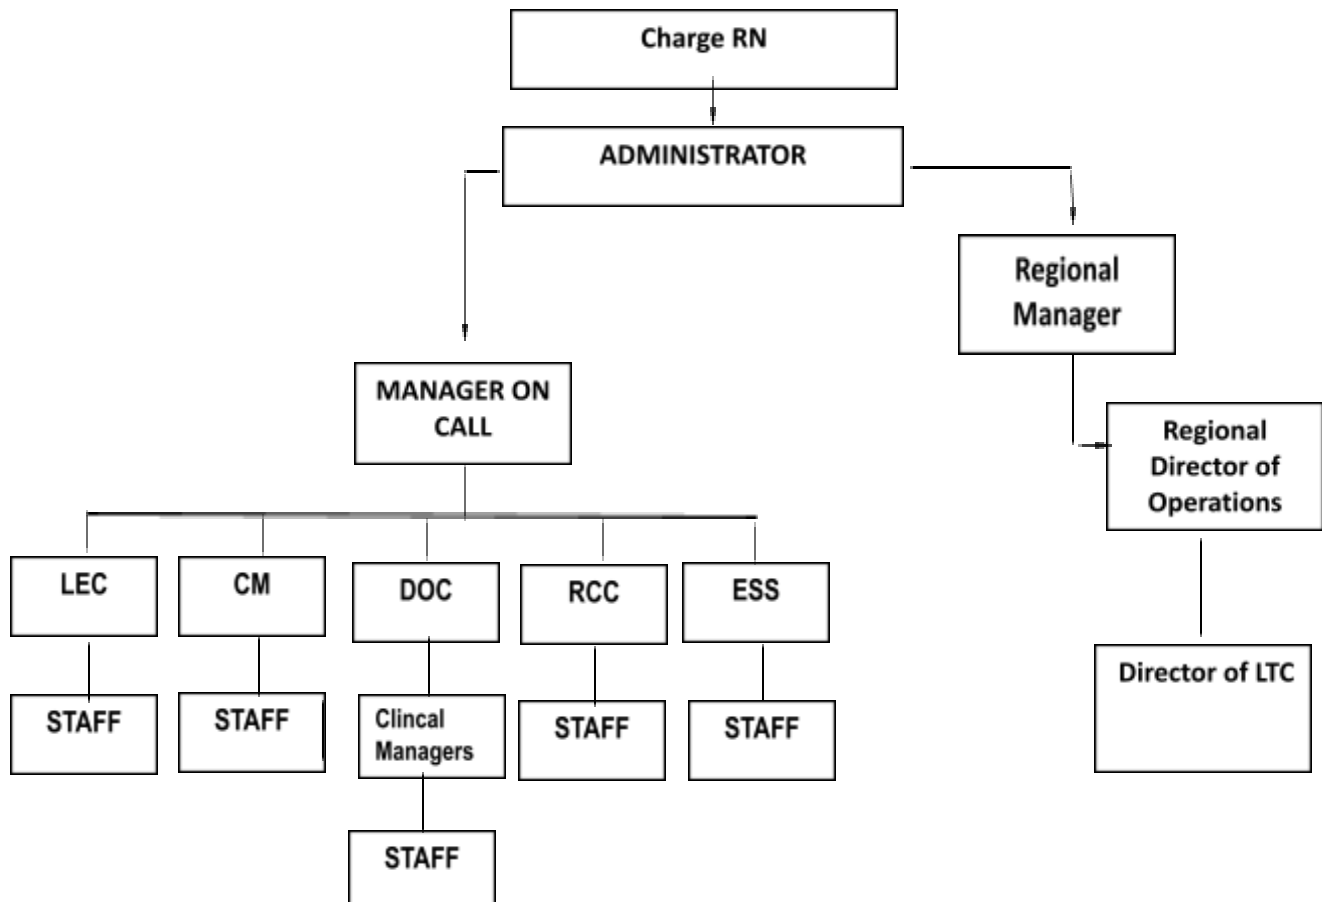 Charge RN
ADMINISTRATOR
Regional
Manager
MANAGER ON
CALL
Regional
Director of
Operations
LEC
CM
DOC
RCC
ESS
Director of LTC
STAFF
STAFF
Clincal
Managers
STAFF
STAFF
STAFF